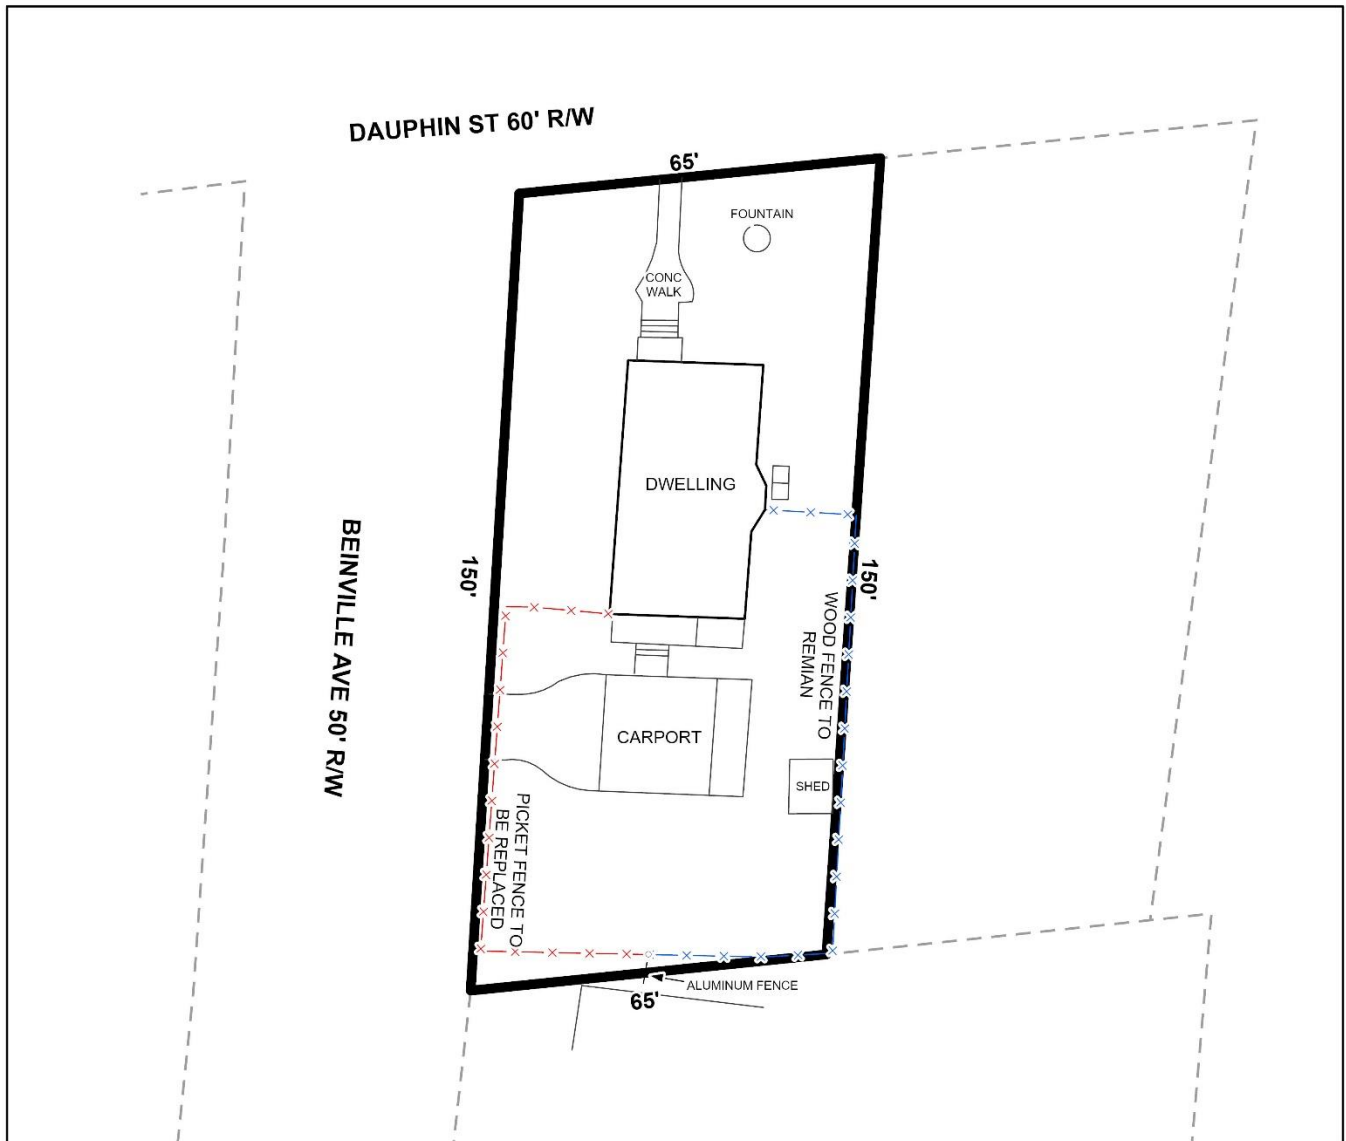 DAUPHIN ST 60' R/W
65'
FOUNTAIN
CONC
WALK
DWELLING
BEINVILLE AVE 50' R/W
150'
150'
WOOD FENCE TO
REMIAN
CARPORT
SHED
PICKET FENCE TO
BE REPLACED
ALUMINUM FENCE
65'